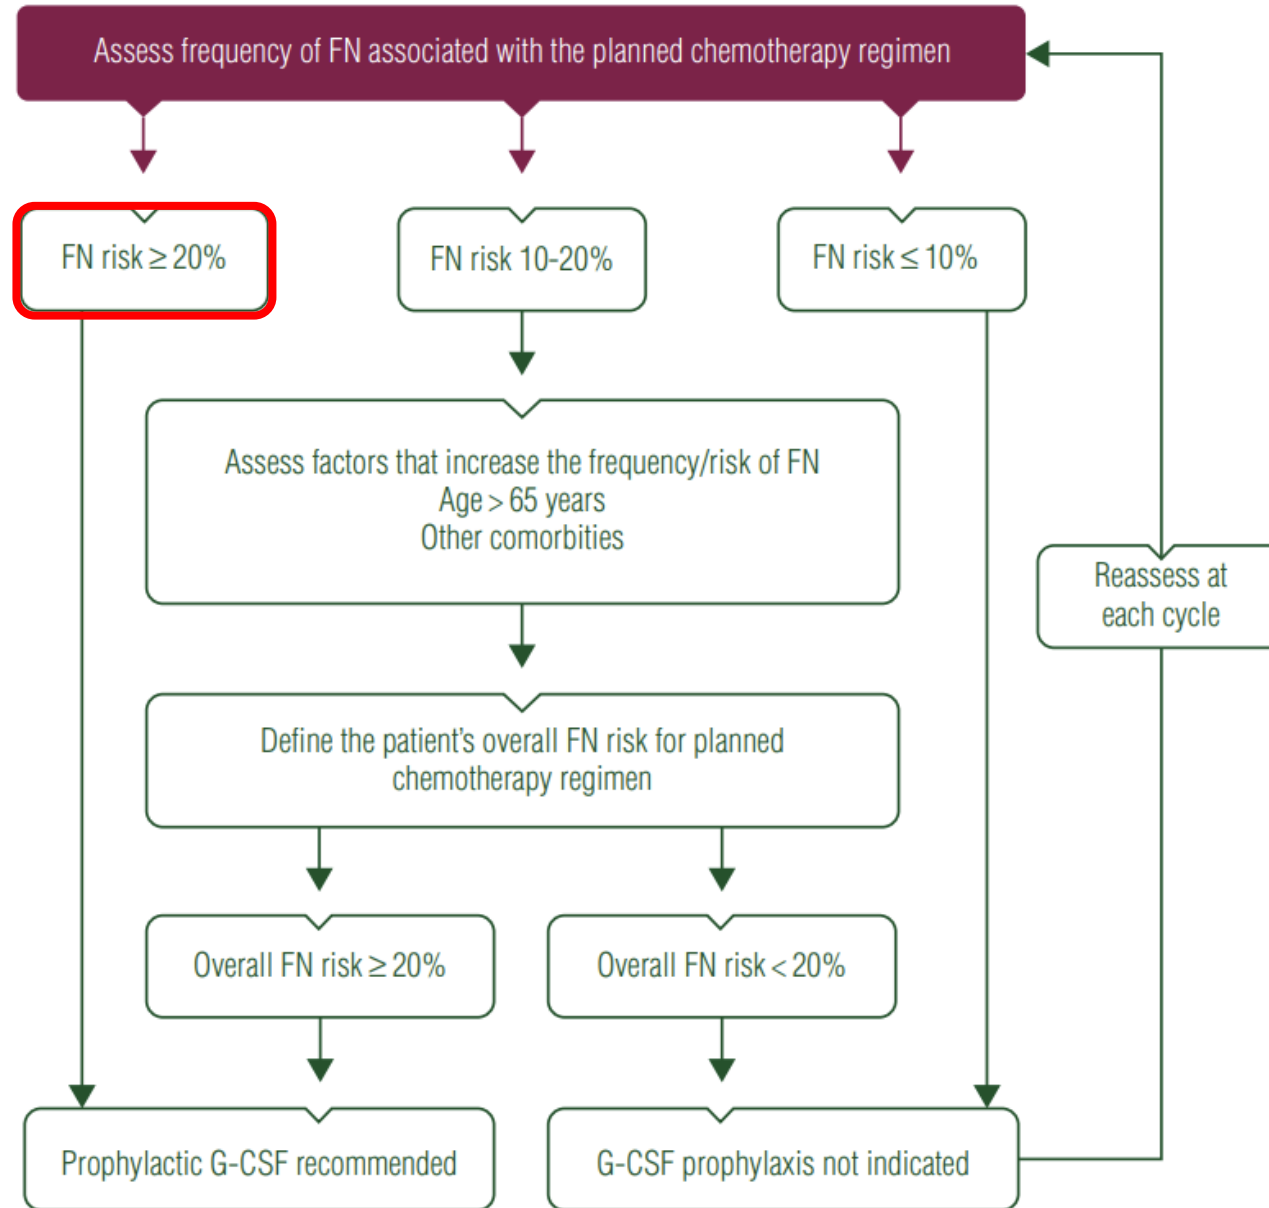 Assess frequency of FN associated with the planned chemotherapy regimen
FN risk ≥ 20%
FN risk 10-20%
FN risk ≤ 10%
Assess factors that increase the frequency/risk of FN
Age > 65 years
Other comorbities
Reassess at
each cycle
Define the patient's overall FN risk for planned
chemotherapy regimen
Overall FN risk ≥ 20%
Overall FN risk < 20%
Prophylactic G-CSF recommended
G-CSF prophylaxis not indicated